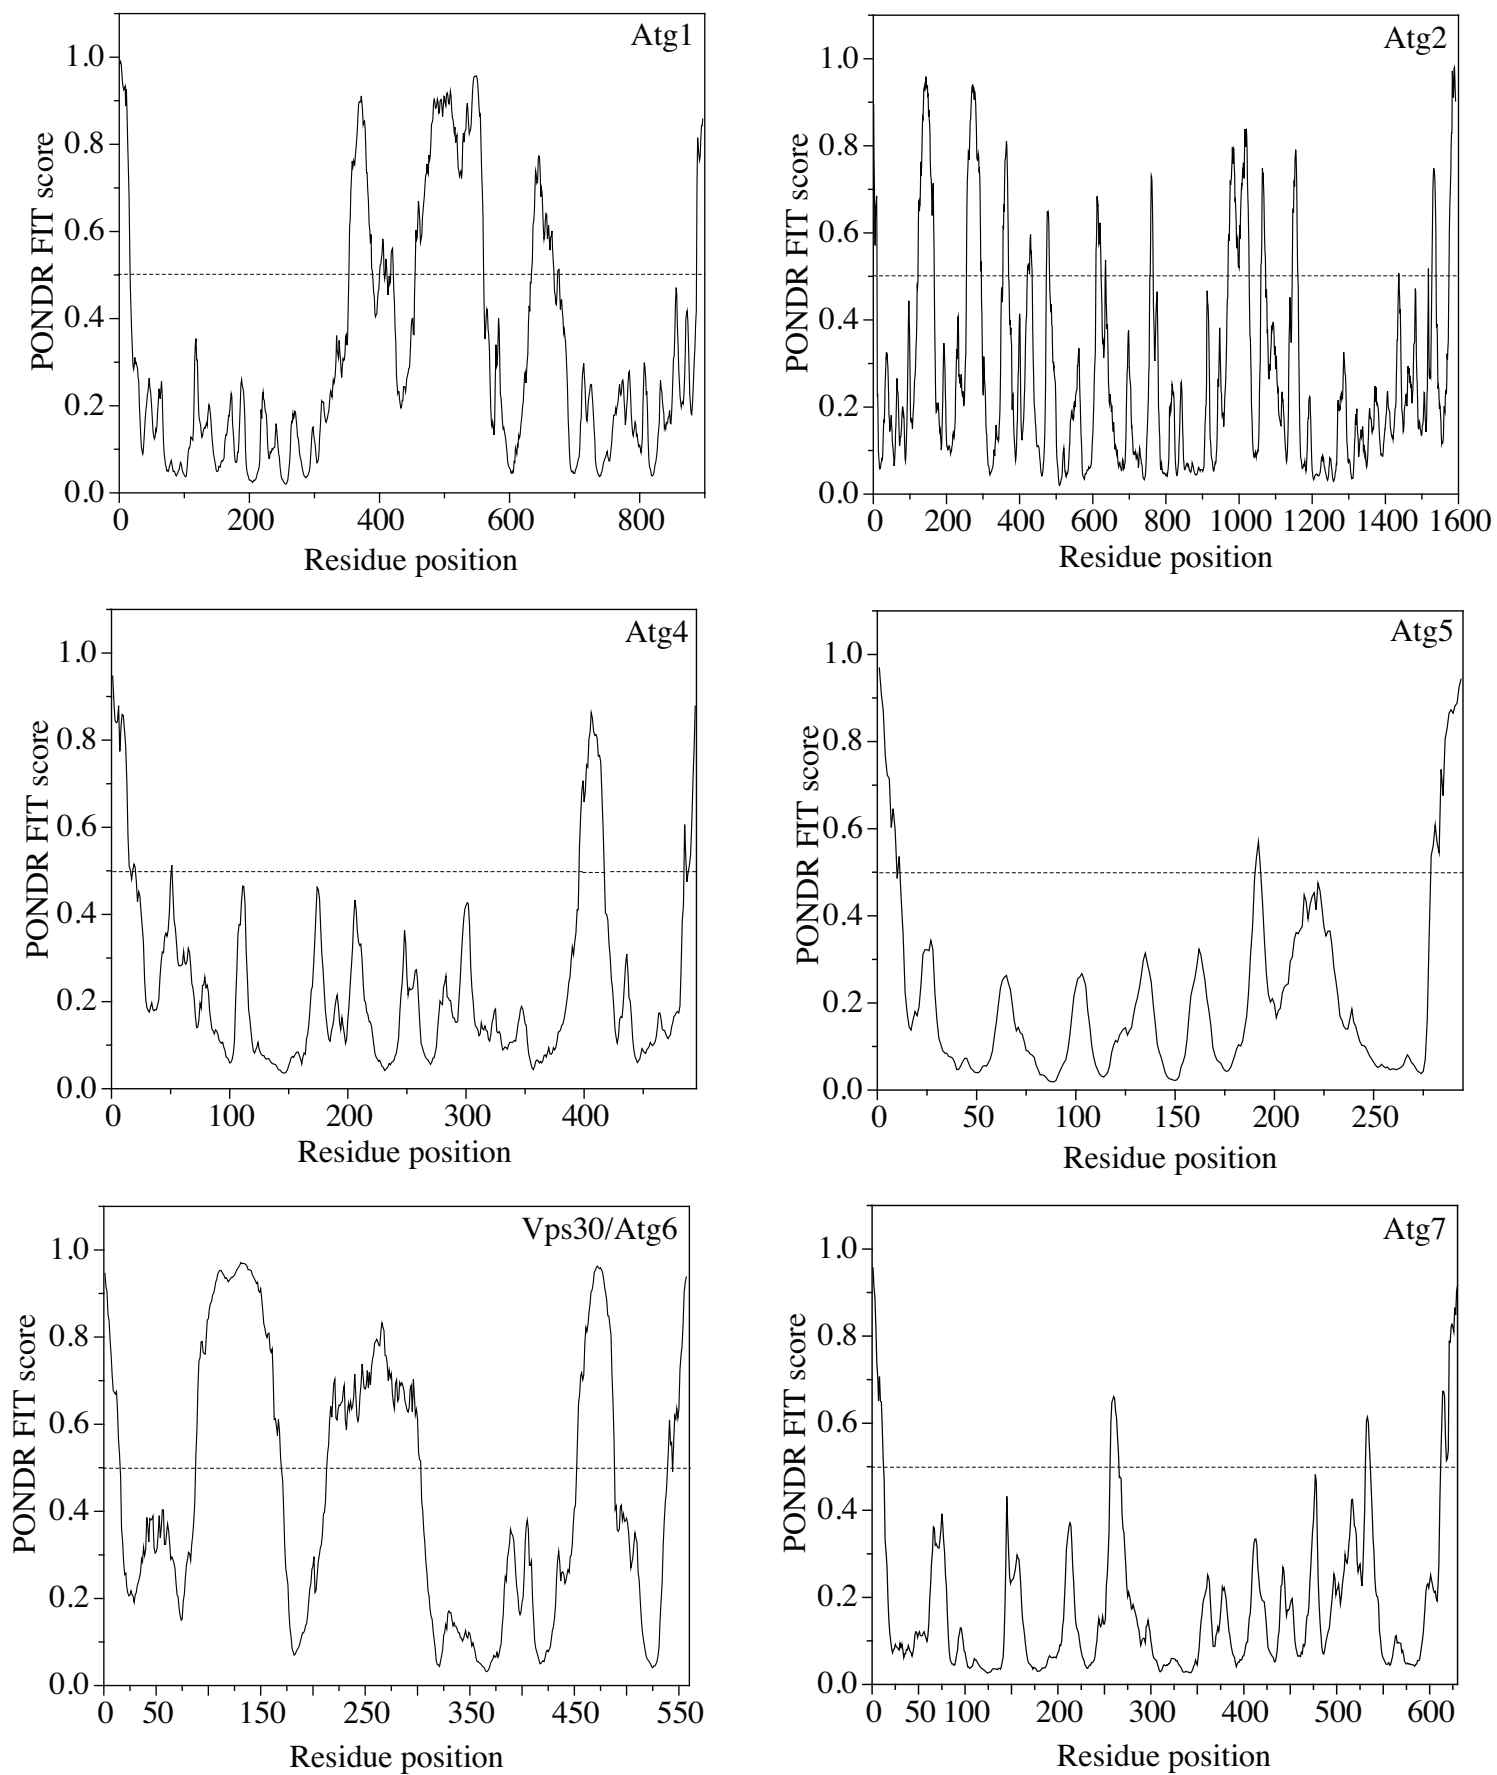 Atg1
PONDR FIT score
1.0
0.8
0.6
0.4
0.2
0.0
0 200 400 600 800
Residue position
Atg2
PONDR FIT score
1.0
0.8
0.6
0.4
0.2
0.0
0 200 400 600 800 1000 1200 1400 1600
Residue position
Atg4
PONDR FIT score
1.0
0.8
0.6
0.4
0.2
0.0
0 100 200 300 400
Residue position
Atg5
PONDR FIT score
1.0
0.8
0.6
0.4
0.2
0.0
0 50 100 150 200 250
Residue position
Vps30/Atg6
PONDR FIT score
1.0
0.8
0.6
0.4
0.2
0.0
0 50 150 250 350 450 550
Residue position
Atg7
PONDR FIT score
1.0
0.8
0.6
0.4
0.2
0.0
0 50 100 200 300 400 500 600
Residue position